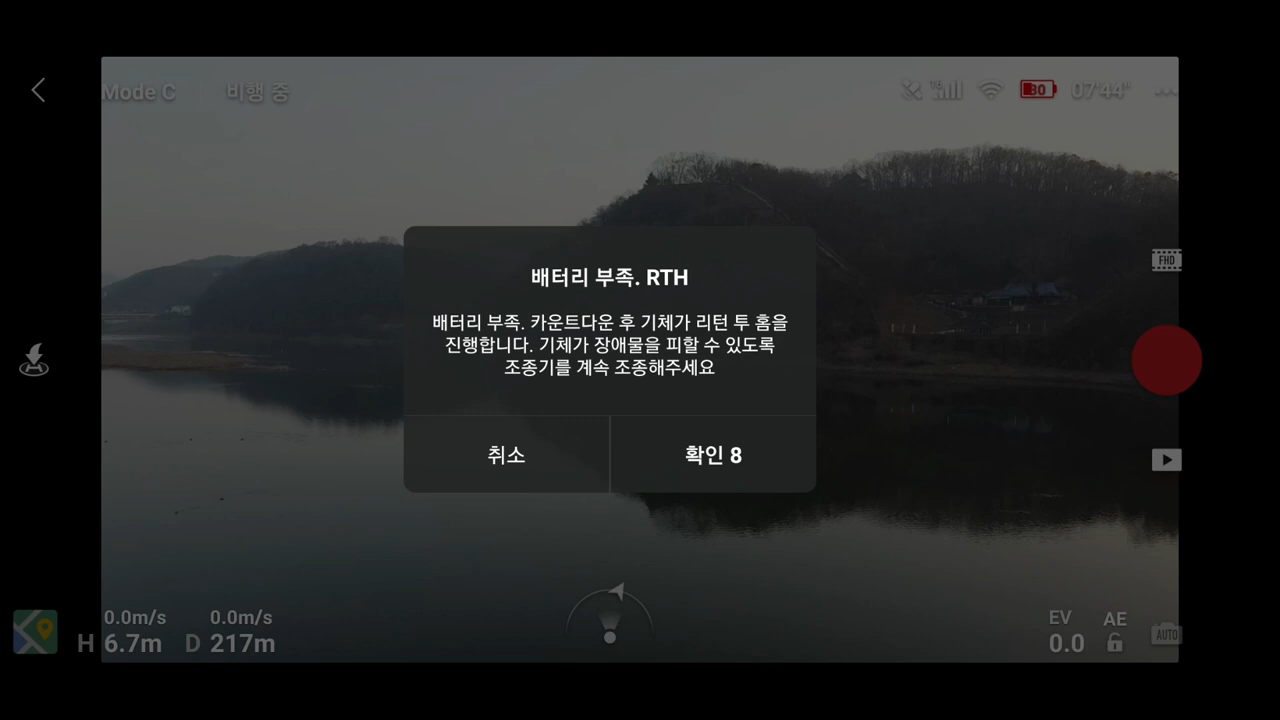 Mode C
비행 중
16
30
07'44"
배터리 부족. RTH
배터리 부족. 카운트다운 후 기체가 리턴 투 홈을
진행합니다. 기체가 장애물을 피할 수 있도록
조종기를 계속 조종해주세요
취소
확인 8
FHD
0.0m/s
0.0m/s
H 6.7m
D 217m
EV
0.0
AE
AUTO